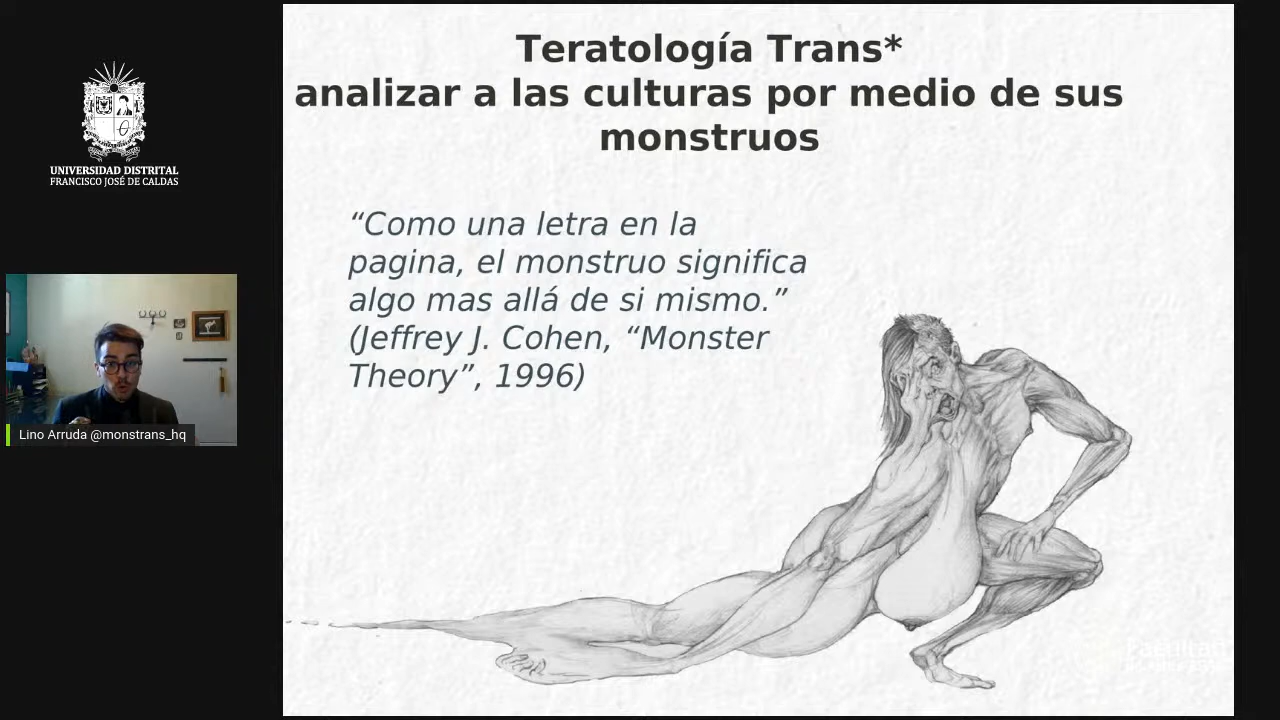 Teratología Trans*
analizar a las culturas por medio de sus
monstruos
“Como una letra en la
pagina, el monstruo significa
algo mas allá de si mismo.”
(Jeffrey J. Cohen, “Monster
Theory”, 1996)
UNIVERSIDAD DISTRITAL
FRANCISCO JOSÉ DE CALDAS
Lino Arruda @monstrans_hq